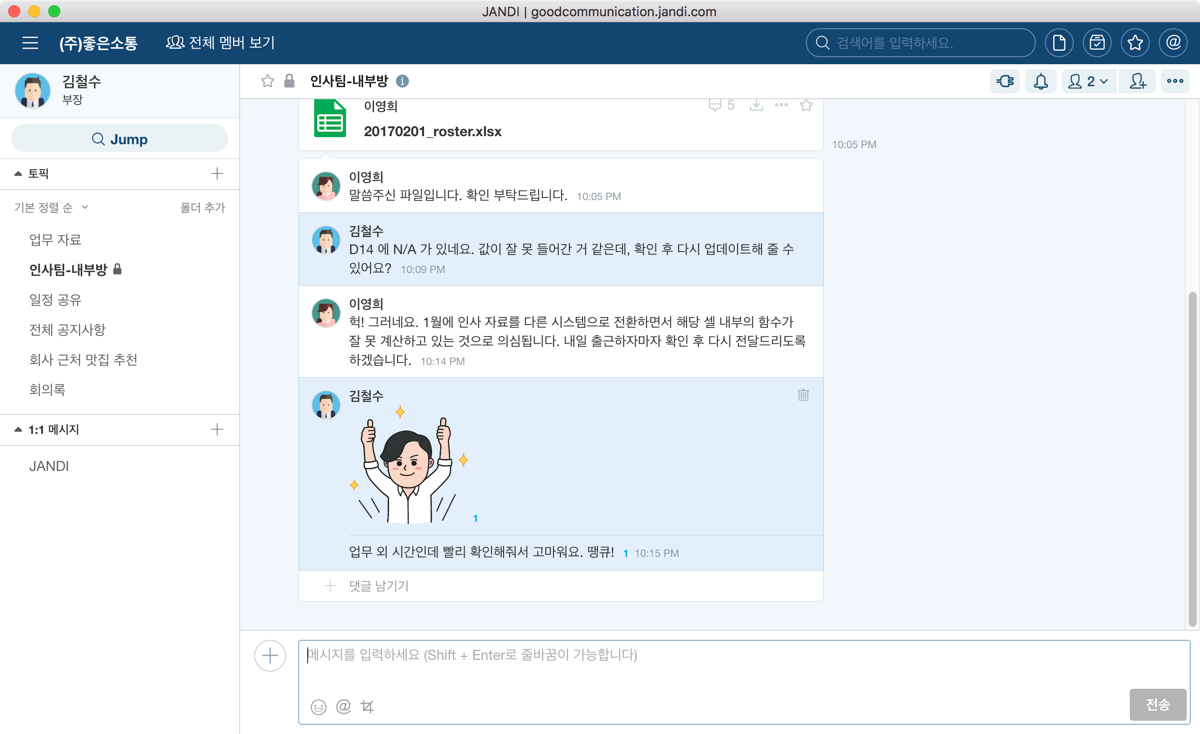 JANDI | goodcommunication.jandi.com
(주)좋은소통
전체 멤버 보기
검색어를 입력하세요.
김철수
부장
Jump
토픽
기본 정렬 순
폴더 추가
업무 자료
인사팀-내부방
일정 공유
전체 공지사항
회사 근처 맛집 추천
회의록
1:1 메시지
JANDI
인사팀-내부방
2
이영희
5
20170201_roster.xlsx
10:05 PM
이영희
말씀주신 파일입니다. 확인 부탁드립니다. 10:05 PM
김철수
D14 에 N/A 가 있네요. 값이 잘 못 들어간 거 같은데, 확인 후 다시 업데이트해 줄 수
있어요? 10:09 PM
이영희
헉! 그러네요. 1월에 인사 자료를 다른 시스템으로 전환하면서 해당 셀 내부의 함수가
잘 못 계산하고 있는 것으로 의심됩니다. 내일 출근하자마자 확인 후 다시 전달드리도록
하겠습니다. 10:14 PM
김철수
1
업무 외 시간인데 빨리 확인해줘서 고마워요. 땡큐! 1 10:15 PM
댓글 남기기
메시지를 입력하세요 (Shift + Enter로 줄바꿈이 가능합니다)
전송